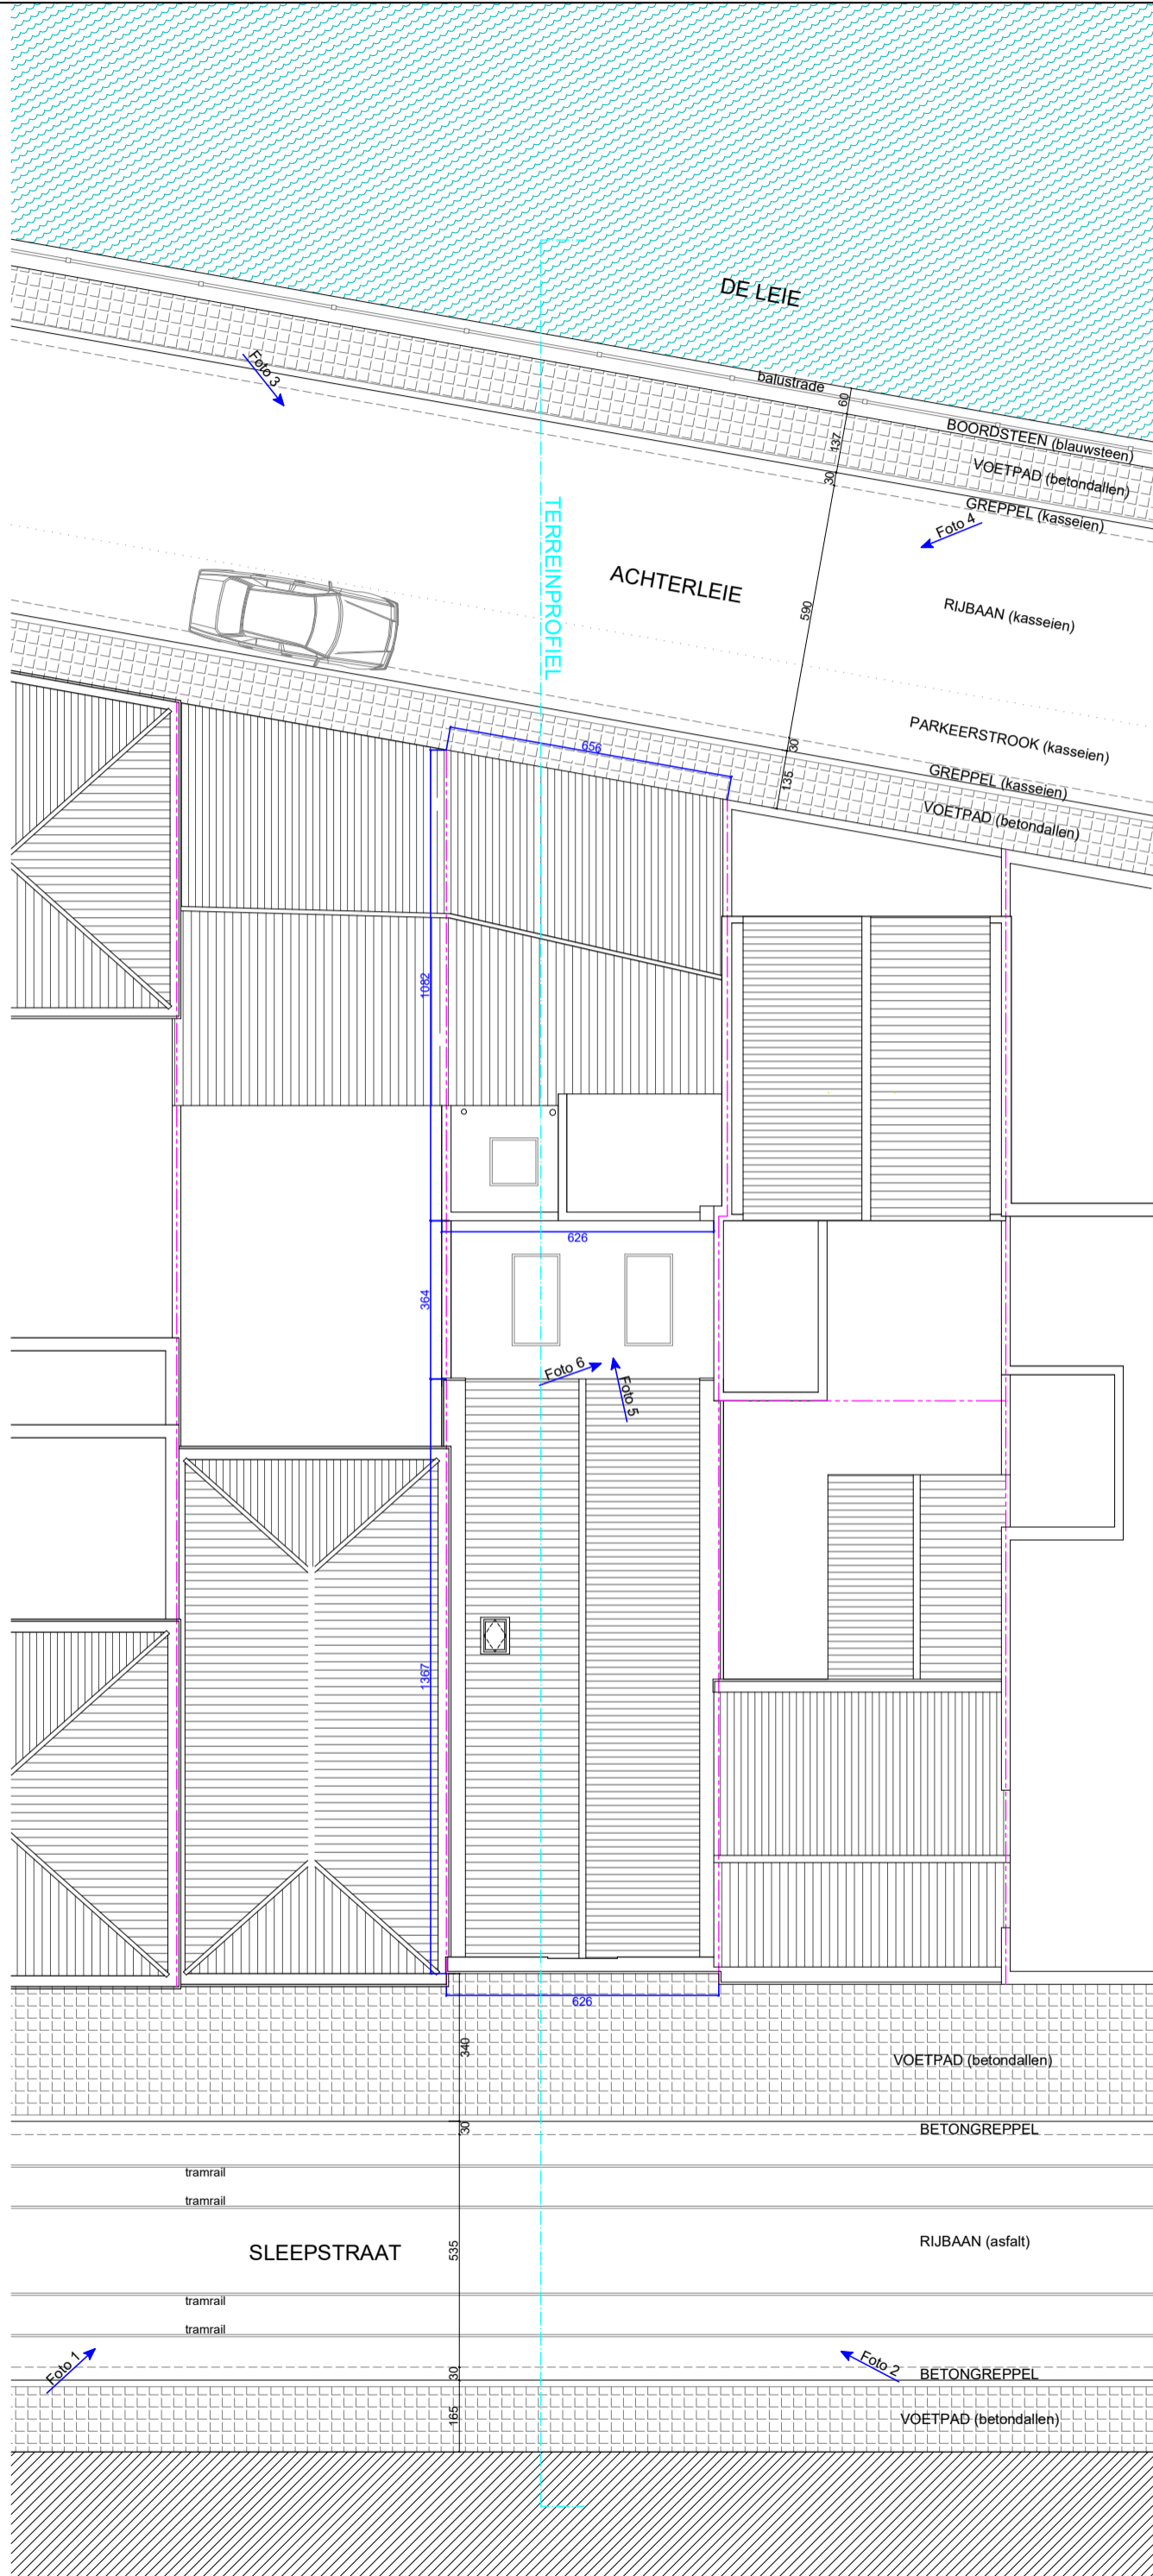 DE LEIE
Foto 3
balustrade
60
BOORDSTEEN (blauwsteen)
137
VOETPAD (betondallen)
30
GREPPEL (kasseien)
Foto 4
TERREINPROFIEL
ACHTERLEIE
590
RIJBAAN (kasseien)
PARKEERSTROOK (kasseien)
656
30
GREPPEL (kasseien)
135
VOETPAD (betondallen)
1082
626
364
Foto 6
Foto 5
1367
626
340
VOETPAD (betondallen)
30
BETONGREPPEL
tramrail
tramrail
SLEEPSTRAAT
535
RIJBAAN (asfalt)
tramrail
tramrail
Foto 1
Foto 2
30
BETONGREPPEL
165
VOETPAD (betondallen)